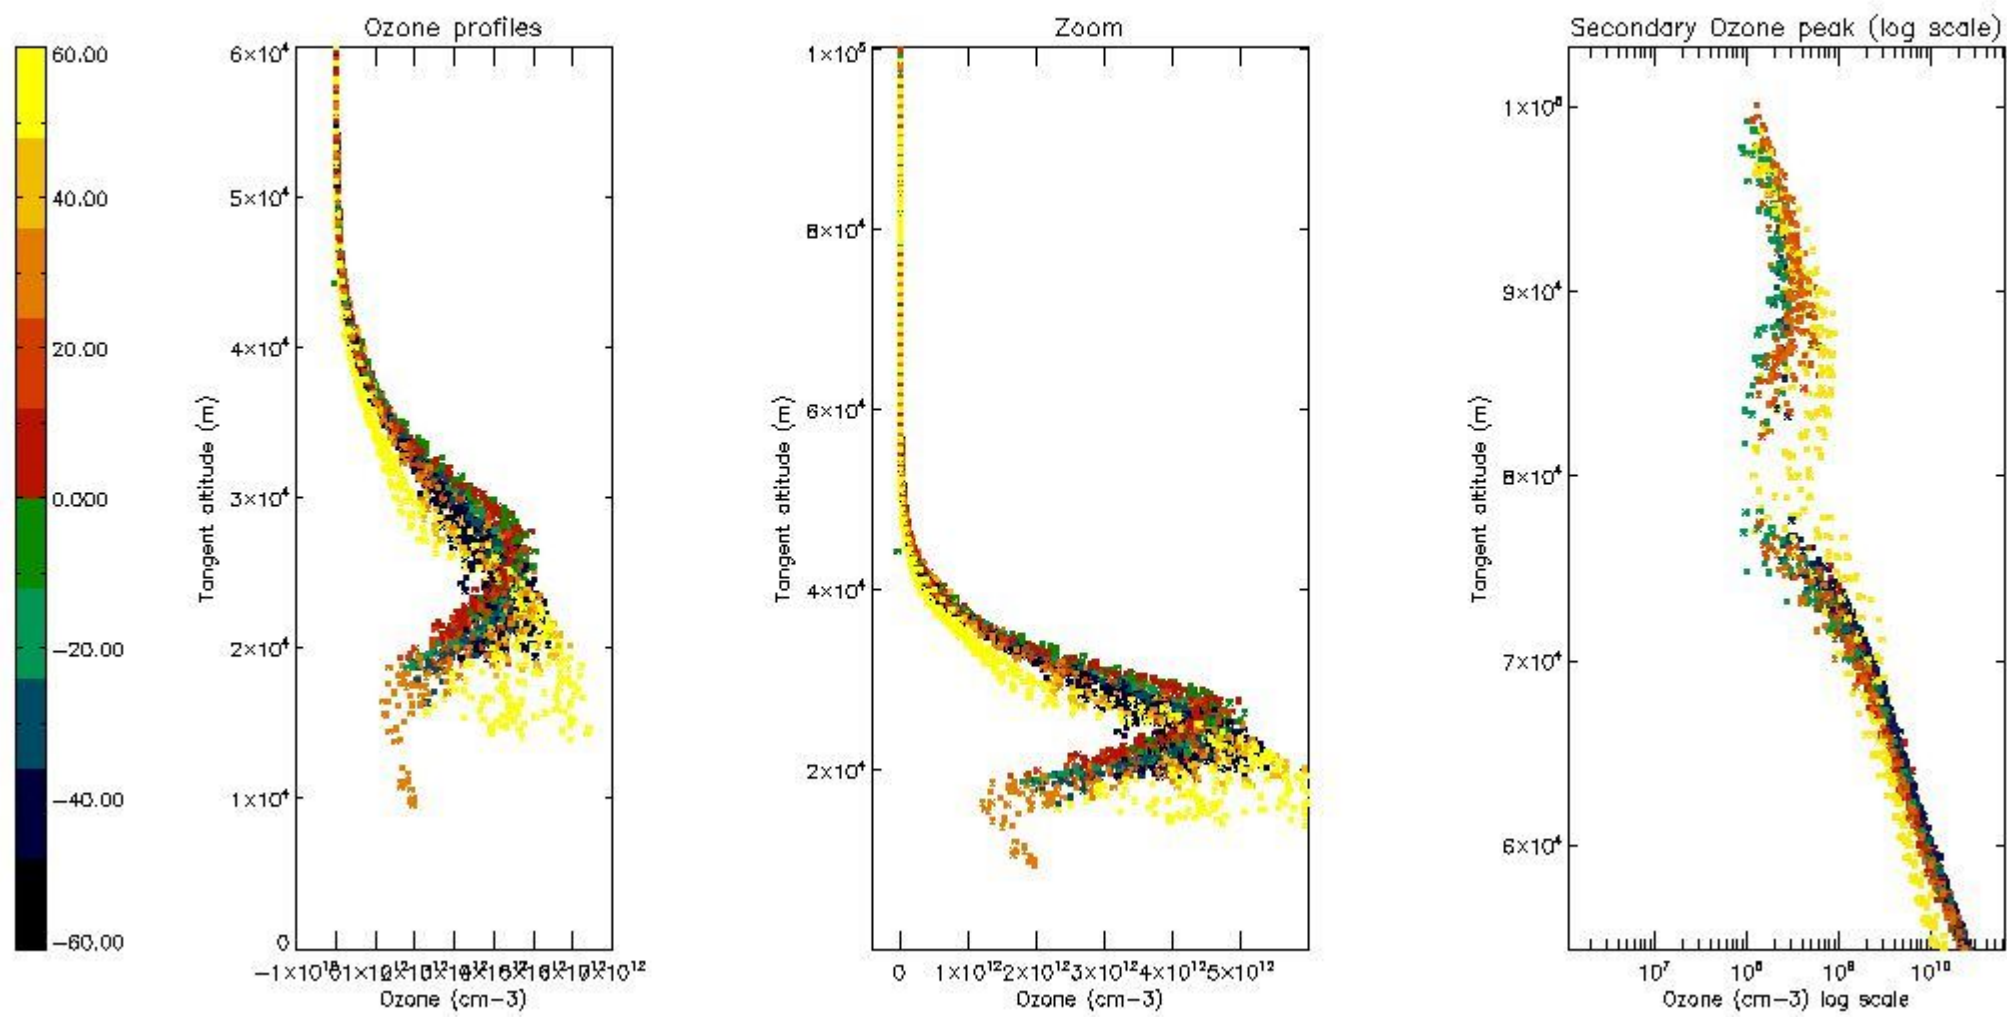 Ozone profiles
Zoom
Secondary Ozone peak (log scale)
60.00
40.00
20.00
0.000
−20.00
−40.00
−60.00
Tangent altitude (m)
6×10⁴
5×10⁴
4×10⁴
3×10⁴
2×10⁴
1×10⁴
0
Ozone (cm−3)
Tangent altitude (m)
1×10⁵
8×10⁴
6×10⁴
4×10⁴
2×10⁴
0 1×10¹² 2×10¹² 3×10¹² 4×10¹² 5×10¹²
Ozone (cm−3)
Tangent altitude (m)
9×10⁴
8×10⁴
7×10⁴
6×10⁴
10⁷ 10⁸ 10⁹ 10¹⁰
Ozone (cm−3) log scale